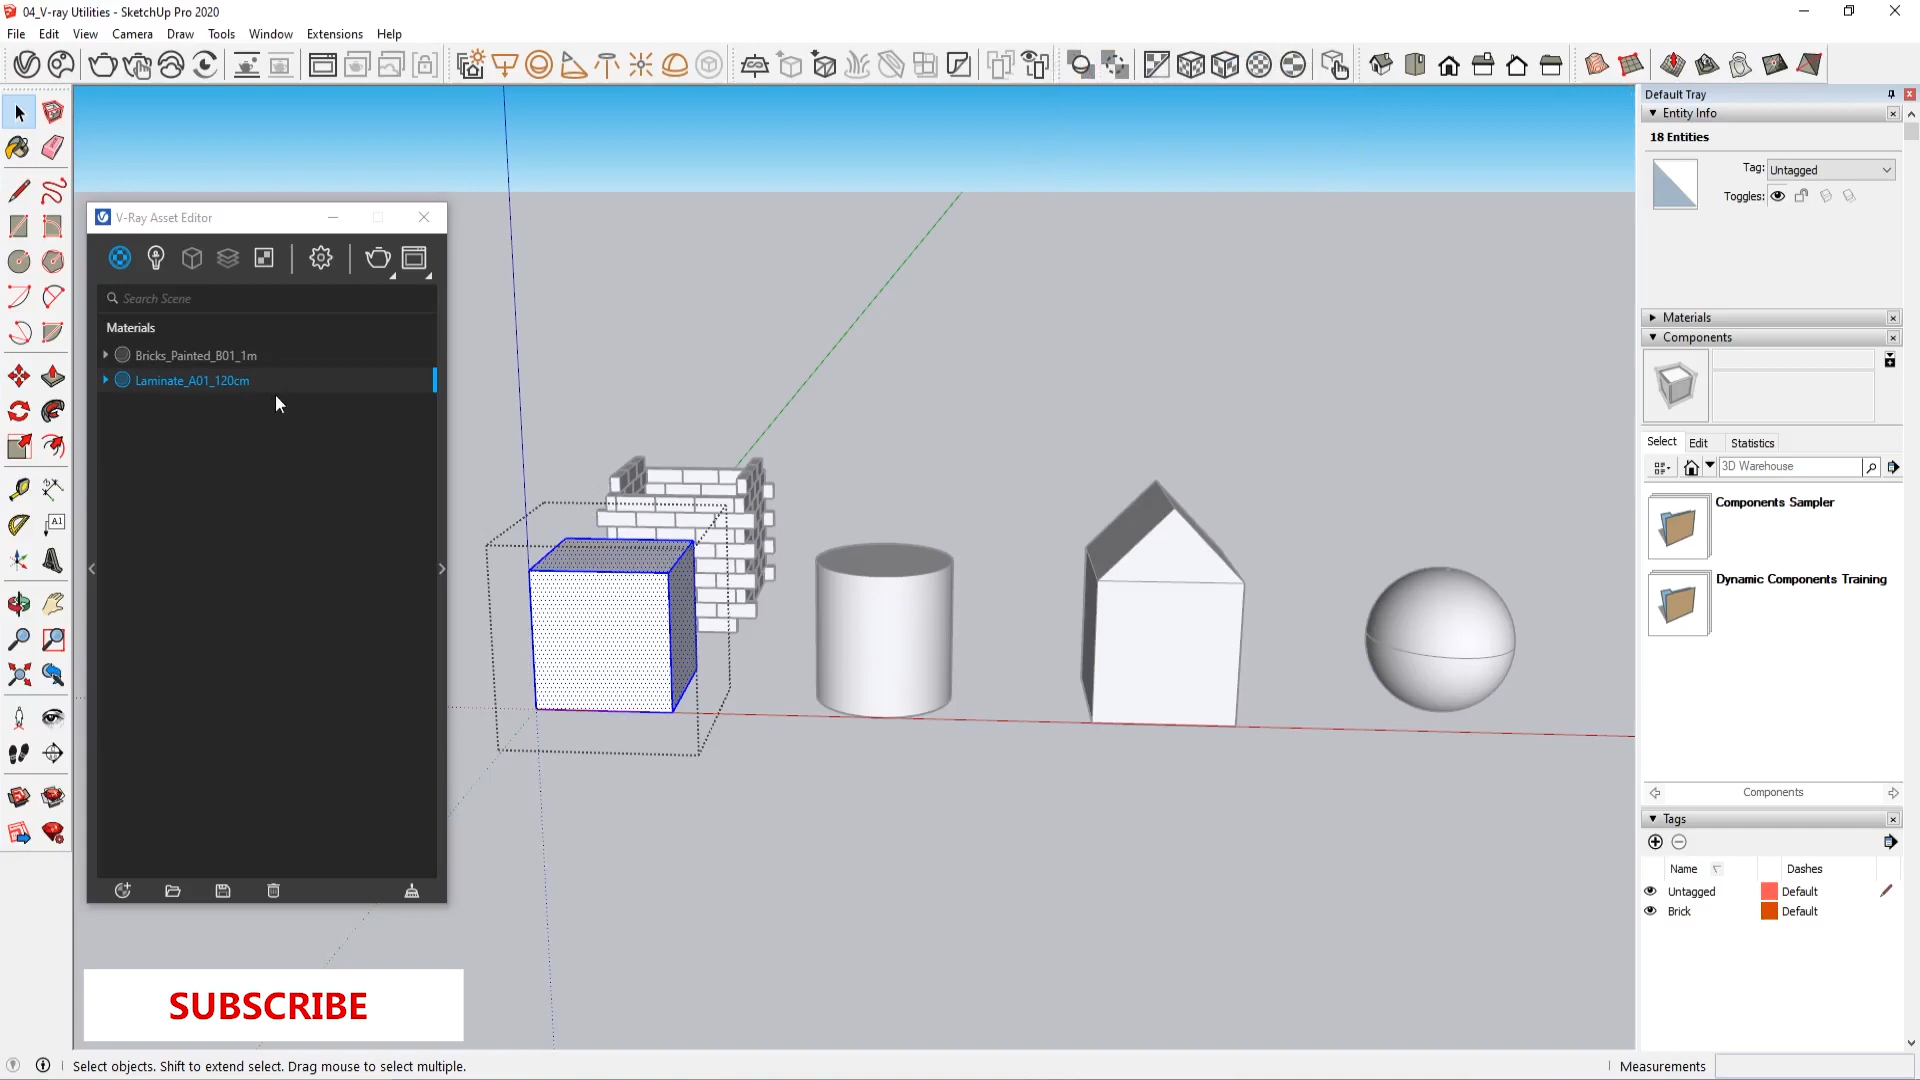 04_V-ray Utilities - SketchUp Pro 2020
File Edit View Camera Draw Tools Window Extensions Help
Default Tray
Entity Info
18 Entities
Tag: Untagged
Toggles:
V-Ray Asset Editor
Search Scene
Materials
Bricks_Painted_B01_1m
Laminate_A01_120cm
Materials
Components
Select Edit Statistics
3D Warehouse
Components Sampler
Dynamic Components Training
Components
Tags
Name Dashes
Untagged Default
Brick Default
A1
SUBSCRIBE
Select objects. Shift to extend select. Drag mouse to select multiple.
Measurements